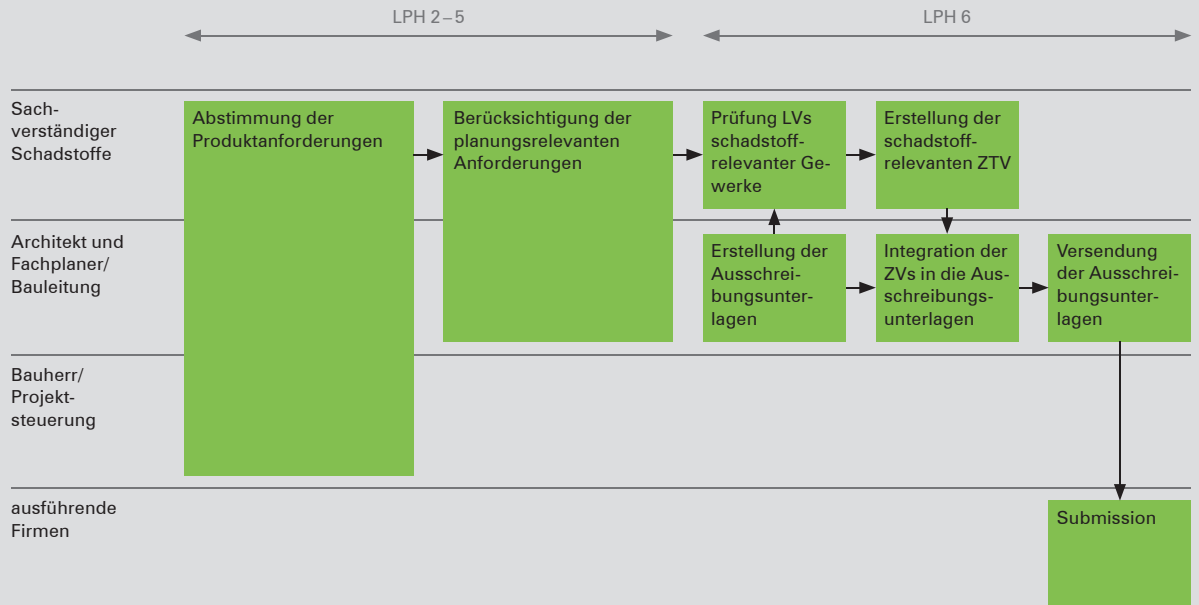 LPH 2–5
LPH 6
Sach-
verständiger
Schadstoffe
Abstimmung der
Produktanforderungen
Berücksichtigung der
planungsrelevanten
Anforderungen
Prüfung LVs
schadstoff-
relevanter Ge-
werke
Erstellung der
schadstoff-
relevanten ZTV
Architekt und
Fachplaner/
Bauleitung
Erstellung der
Ausschrei-
bungsunter-
lagen
Integration der
ZVs in die Aus-
schreibungs-
unterlagen
Versendung
der Ausschrei-
bungsunter-
lagen
Bauherr/
Projekt-
steuerung
ausführende
Firmen
Submission